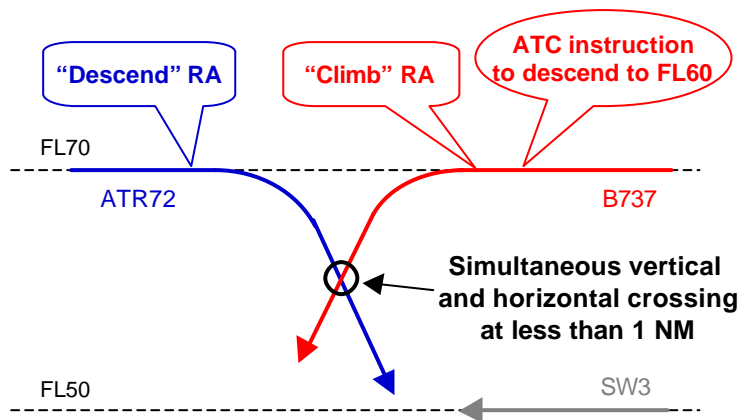 “Descend” RA
“Climb” RA
ATC instruction
to descend to FL60
FL70
ATR72
B737
Simultaneous vertical
and horizontal crossing
at less than 1 NM
FL50
SW3